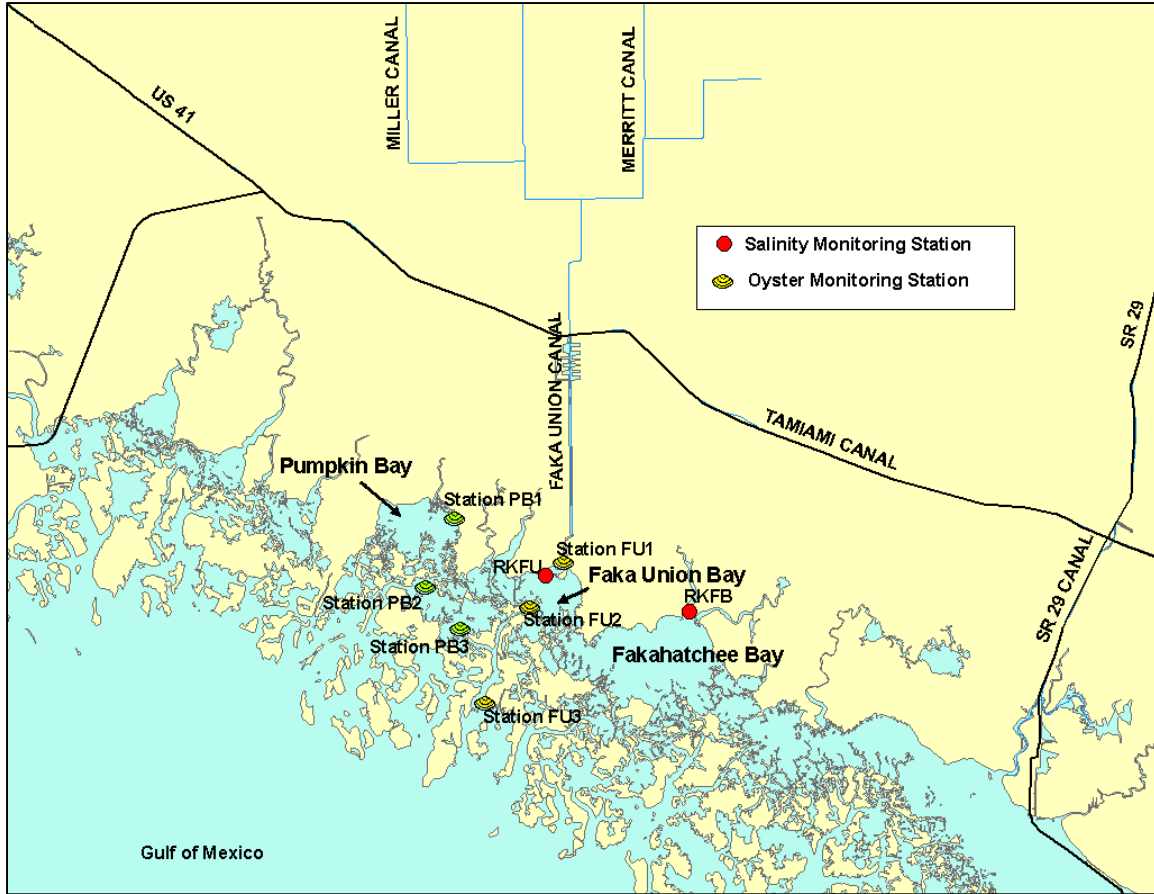 MILLER CANAL
MERRITT CANAL
US 41
Salinity Monitoring Station
Oyster Monitoring Station
SR 29
FAKA UNION CANAL
TAMIAMI CANAL
Pumpkin Bay
Station PB1
Station FU1
RKFU
Faka Union Bay
Station PB2
RKFB
Station FU2
SR 29 CANAL
Station PB3
Fakahatchee Bay
Station FU3
Gulf of Mexico